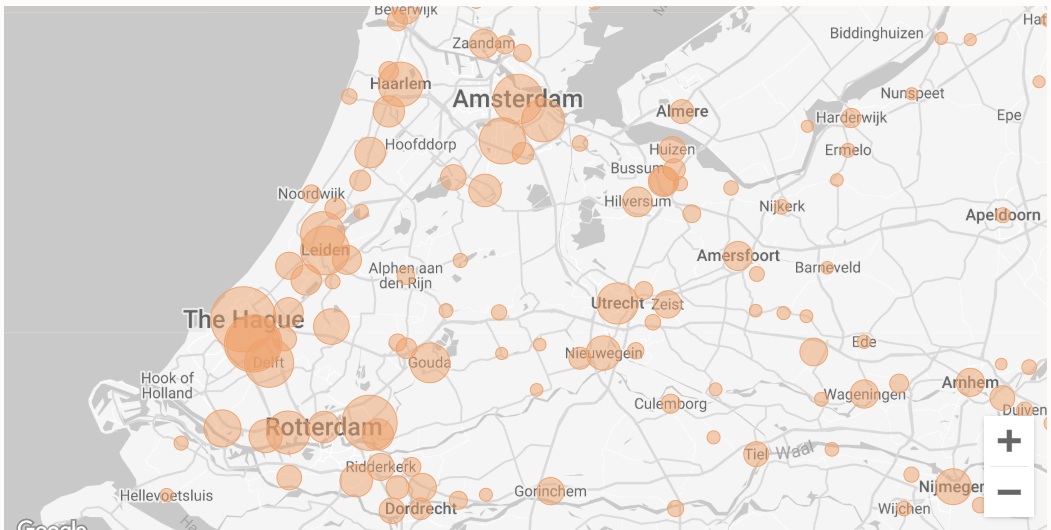 Beverwijk
Zaandam
Biddinghuizen
Haarlem
Amsterdam
Almere
Nunspeet
Harderwijk
Epe
Hoofddorp
Huizen
Ermelo
Bussum
Noordwijk
Hilversum
Nijkerk
Apeldoorn
Leiden
Amersfoort
Alphen aan
den Rijn
Barneveld
Utrecht
Zeist
The Hague
Ede
Delft
Gouda
Nieuwegein
Hook of
Holland
Arnhem
Wageningen
Culemborg
Duiven
Rotterdam
+
Tiel
Waal
Ridderkerk
Hellevoetsluis
Gorinchem
Nijmegen
−
Dordrecht
Wijchen
Google